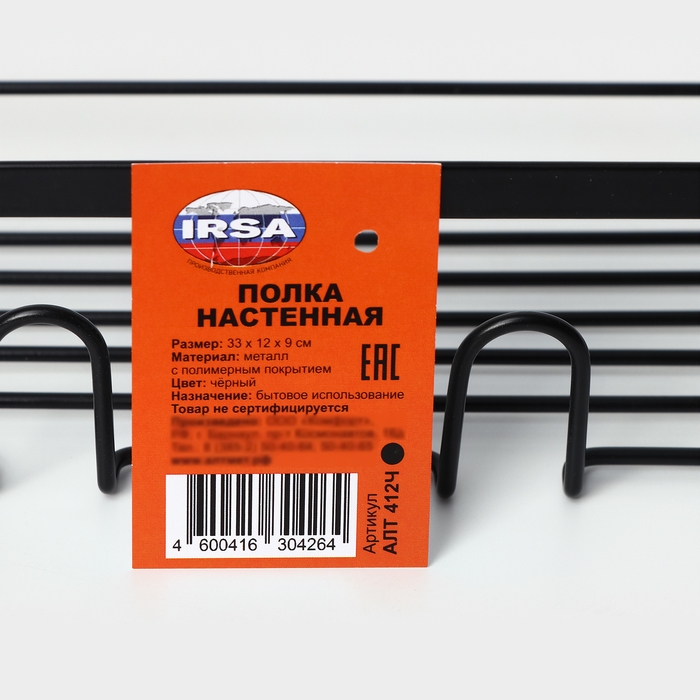 IRSA
ПРОИЗВОДСТВЕННАЯ КОМПАНИЯ
ПОЛКА
НАСТЕННАЯ
Размер: 33 x 12 x 9 см
Материал: металл
с полимерным покрытием
Цвет: чёрный
Назначение: бытовое использование
Товар не сертифицируется
ЕАС
4 600416 304264
Артикул
АЛТ 412Ч